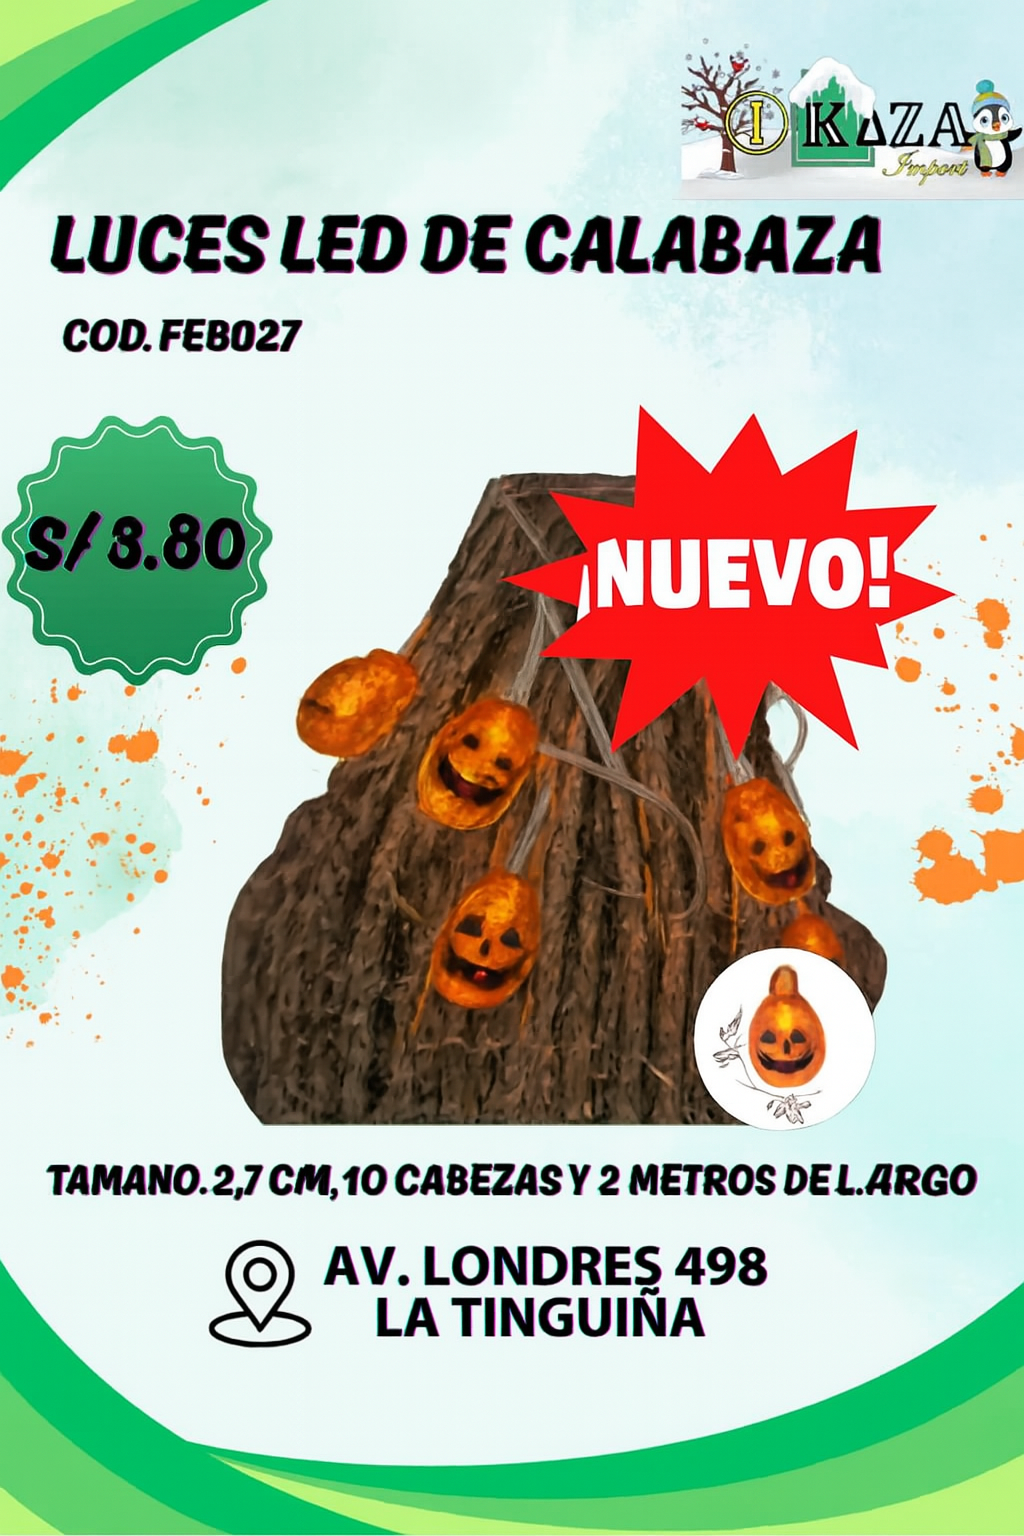 I KAZA
Import
LUCES LED DE CALABAZA
COD. FEB027
S/ 3.80
¡NUEVO!
TAMANO. 2,7 CM, 10 CABEZAS Y 2 METROS DE L.ARGO
AV. LONDRES 498
LA TINGUIÑA